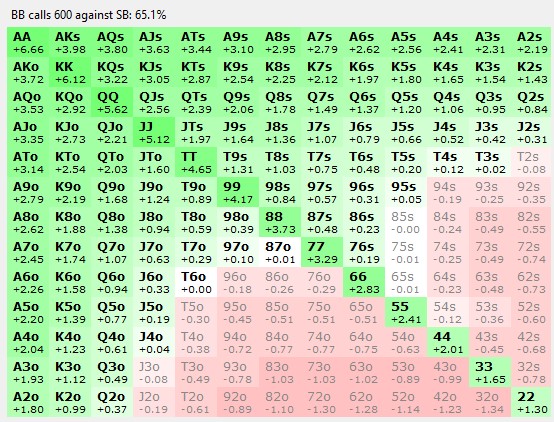 BB calls 600 against SB: 65.1%
AA AKs AQs AJs ATs A9s A8s A7s A6s A5s A4s A3s A2s
+6.66 +3.98 +3.80 +3.63 +3.44 +3.10 +2.95 +2.79 +2.62 +2.56 +2.41 +2.31 +2.19
AKo KK KQs KJs KTs K9s K8s K7s K6s K5s K4s K3s K2s
+3.72 +6.12 +3.22 +3.05 +2.87 +2.54 +2.25 +2.12 +1.97 +1.80 +1.65 +1.54 +1.43
AQo KQo QQ QJs QTs Q9s Q8s Q7s Q6s Q5s Q4s Q3s Q2s
+3.53 +2.92 +5.62 +2.56 +2.39 +2.06 +1.78 +1.49 +1.37 +1.20 +1.06 +0.95 +0.84
AJo KJo QJo JJ JTs J9s J8s J7s J6s J5s J4s J3s J2s
+3.35 +2.73 +2.21 +5.12 +1.97 +1.64 +1.36 +1.07 +0.79 +0.66 +0.52 +0.42 +0.31
ATo KTo QTo JTo TT T9s T8s T7s T6s T5s T4s T3s T2s
+3.14 +2.54 +2.03 +1.60 +4.65 +1.31 +1.03 +0.75 +0.48 +0.20 +0.12 +0.02 -0.08
A9o K9o Q9o J9o T9o 99 98s 97s 96s 95s 94s 93s 92s
+2.79 +2.19 +1.68 +1.24 +0.89 +4.17 +0.84 +0.57 +0.31 +0.05 -0.19 -0.25 -0.35
A8o K8o Q8o J8o T8o 98o 88 87s 86s 85s 84s 83s 82s
+2.62 +1.88 +1.38 +0.94 +0.59 +0.39 +3.73 +0.48 +0.23 -0.00 -0.24 -0.49 -0.55
A7o K7o Q7o J7o T7o 97o 87o 77 76s 75s 74s 73s 72s
+2.45 +1.74 +1.07 +0.63 +0.29 +0.10 +0.01 +3.29 +0.19 -0.01 -0.25 -0.49 -0.74
A6o K6o Q6o J6o T6o 96o 86o 76o 66 65s 64s 63s 62s
+2.26 +1.58 +0.94 +0.33 +0.00 -0.18 -0.26 -0.29 +2.83 -0.01 -0.23 -0.48 -0.73
A5o K5o Q5o J5o T5o 95o 85o 75o 65o 55 54s 53s 52s
+2.20 +1.39 +0.77 +0.19 -0.30 -0.45 -0.51 -0.51 -0.51 +2.41 -0.12 -0.36 -0.60
A4o K4o Q4o J4o T4o 94o 84o 74o 64o 54o 44 43s 42s
+2.04 +1.23 +0.61 +0.04 -0.38 -0.72 -0.77 -0.77 -0.75 -0.63 +2.01 -0.45 -0.68
A3o K3o Q3o J3o T3o 93o 83o 73o 63o 53o 43o 33 32s
+1.93 +1.12 +0.49 -0.08 -0.49 -0.78 -1.03 -1.03 -1.02 -0.89 -0.99 +1.65 -0.78
A2o K2o Q2o J2o T2o 92o 82o 72o 62o 52o 42o 32o 22
+1.80 +0.99 +0.37 -0.19 -0.61 -0.89 -1.10 -1.30 -1.28 -1.14 -1.23 -1.34 +1.30